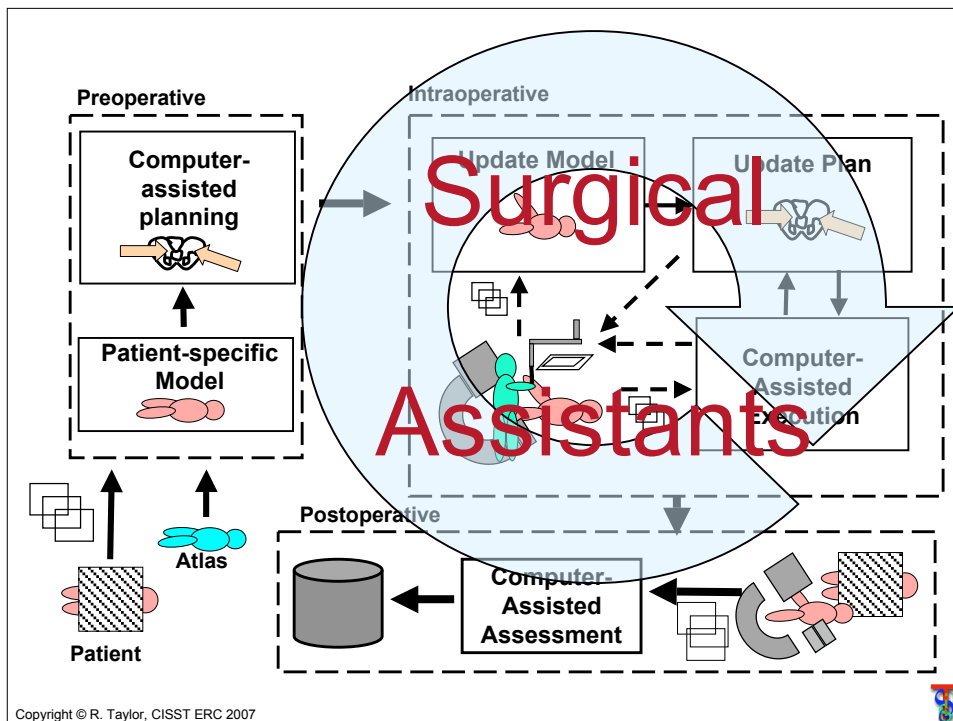 Preoperative
Computer-
assisted
planning
Patient-specific
Model
Atlas
Patient
Intraoperative
Update Model
Update Plan
Computer-
Assisted
Execution
Surgical
Assistants
Postoperative
Computer-
Assisted
Assessment
Copyright © R. Taylor, CISST ERC 2007